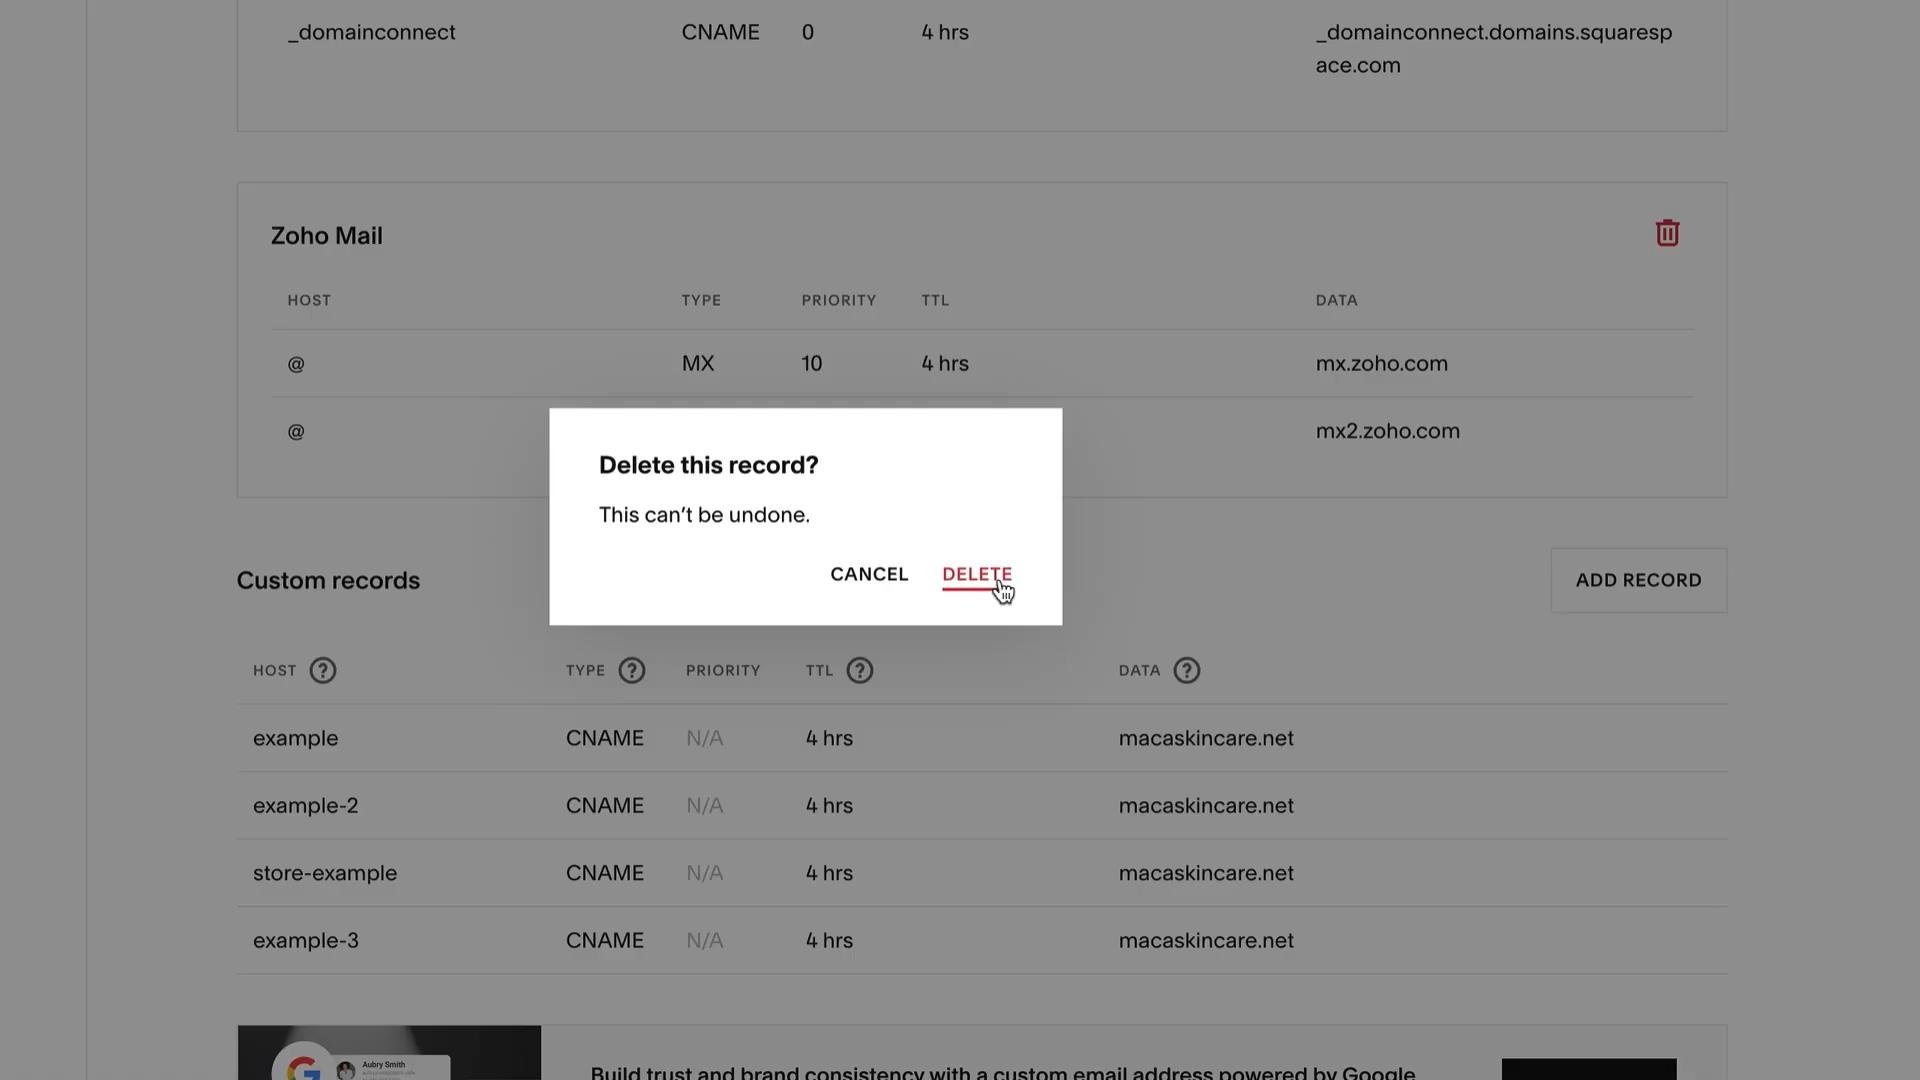 _domainconnect CNAME 0 4 hrs _domainconnect.domains.squaresp
ace.com
Zoho Mail
HOST TYPE PRIORITY TTL DATA
@ MX 10 4 hrs mx.zoho.com
@ mx2.zoho.com
Delete this record?
This can’t be undone.
CANCEL DELETE
Custom records
ADD RECORD
HOST ? TYPE ? PRIORITY TTL ? DATA ?
example CNAME N/A 4 hrs macaskincare.net
example-2 CNAME N/A 4 hrs macaskincare.net
store-example CNAME N/A 4 hrs macaskincare.net
example-3 CNAME N/A 4 hrs macaskincare.net
G
Aubry Smith
Build trust and brand consistency with a custom email address powered by Google